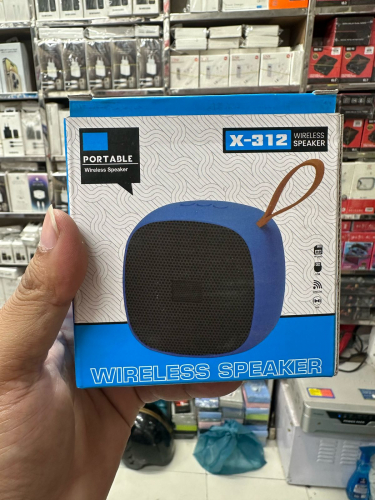 PORTABLE
Wireless Speaker
X-312 WIRELESS
SPEAKER
WIRELESS SPEAKER